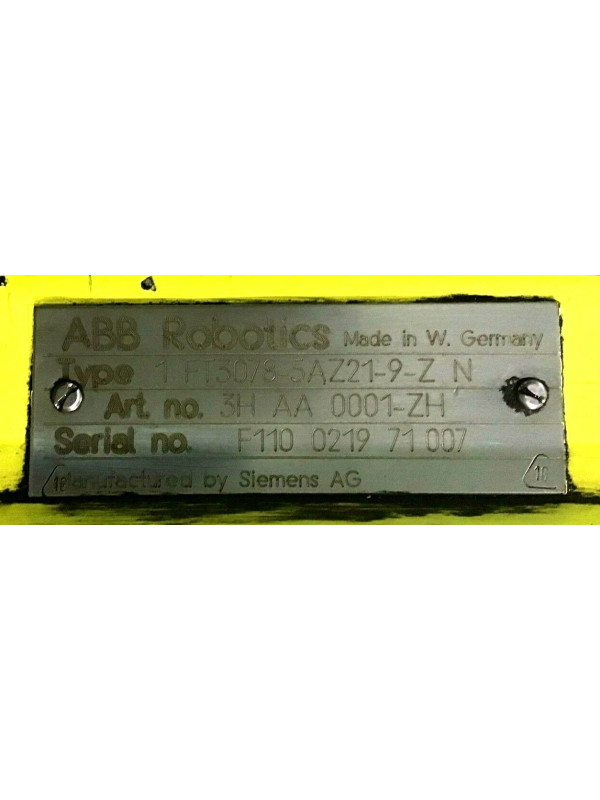 ABB Robotics Made in W. Germany
Type 1 FT3078-5AZ21-9-Z N
Art. no. 3H AA 0001-ZH
Serial no. F110 0219 71 007
Manufactured by Siemens AG